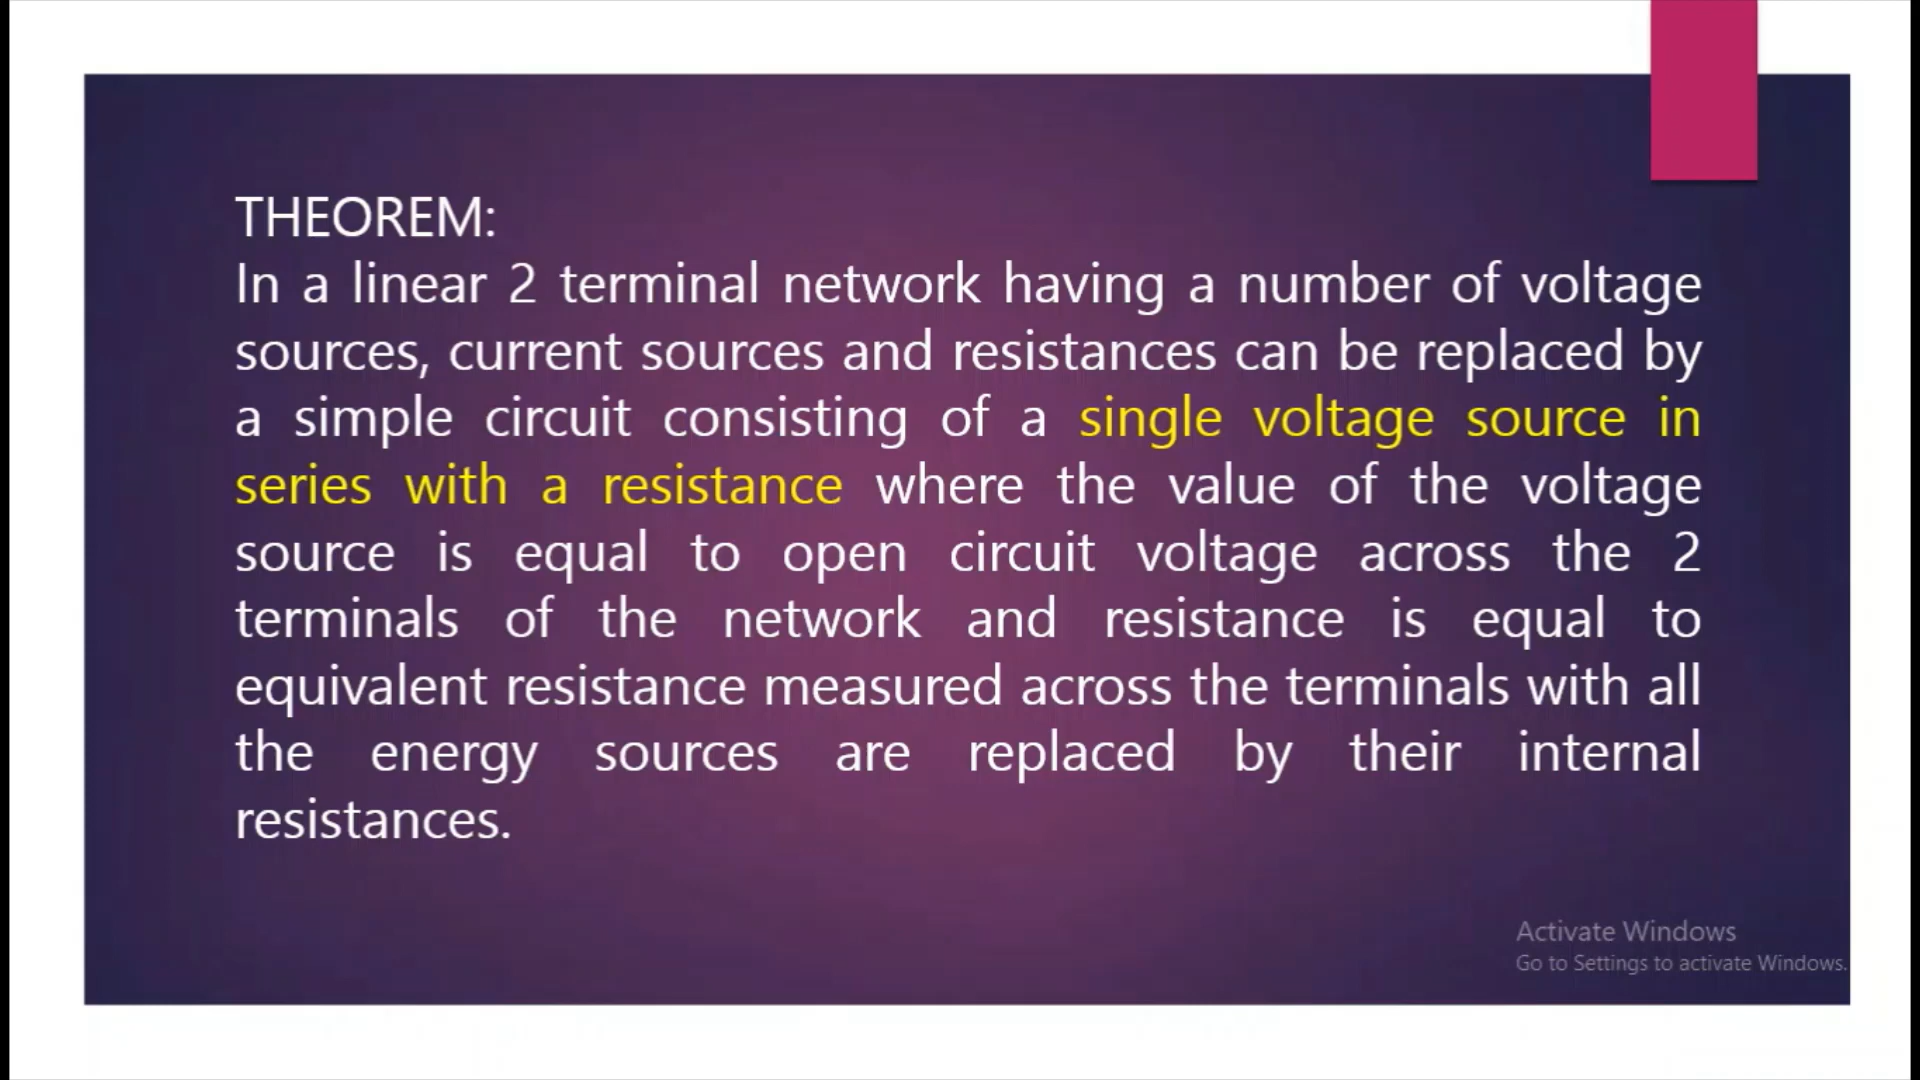 THEOREM:
In a linear 2 terminal network having a number of voltage
sources, current sources and resistances can be replaced by
a simple circuit consisting of a single voltage source in
series with a resistance where the value of the voltage
source is equal to open circuit voltage across the 2
terminals of the network and resistance is equal to
equivalent resistance measured across the terminals with all
the energy sources are replaced by their internal
resistances.
Activate Windows
Go to Settings to activate Windows.